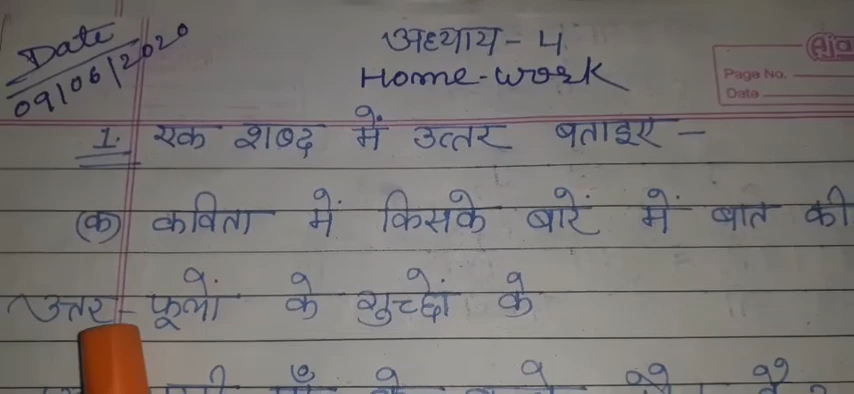 Date
09/06/2020
अध्याय - 4
Home-work
Aja
Page No.
Date
1. एक शब्द में उत्तर बताइए -
(क) कविता में किसके बारें में बात की
उत्तर - फूलों के गुच्छों के